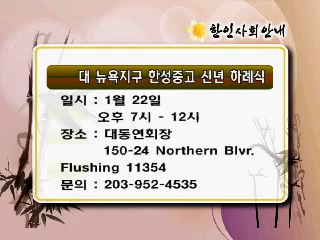 한인사회안내
대 뉴욕지구 한성중고 신년 하례식
일시 : 1월 22일
오후 7시 - 12시
장소 : 대동연회장
150-24 Northern Blvr.
Flushing 11354
문의 : 203-952-4535